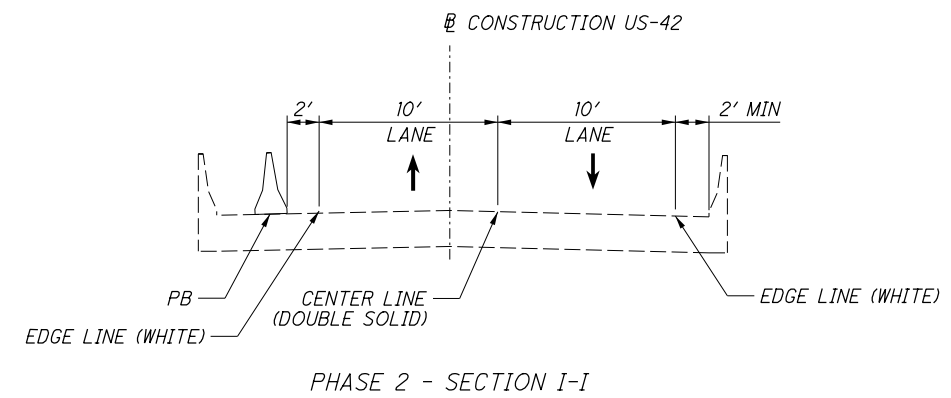 ℄ CONSTRUCTION US-42
2' 10' 10' 2' MIN
LANE LANE
PB
CENTER LINE
(DOUBLE SOLID)
EDGE LINE (WHITE)
EDGE LINE (WHITE)
PHASE 2 - SECTION I-I